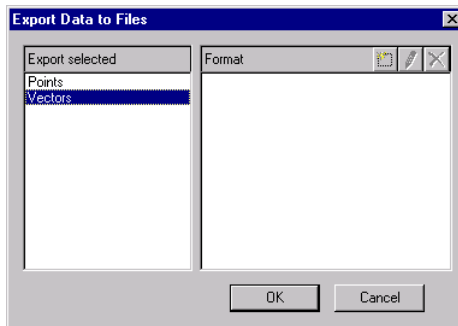 Export Data to Files
Export selected
Format
Points
Vectors
OK
Cancel